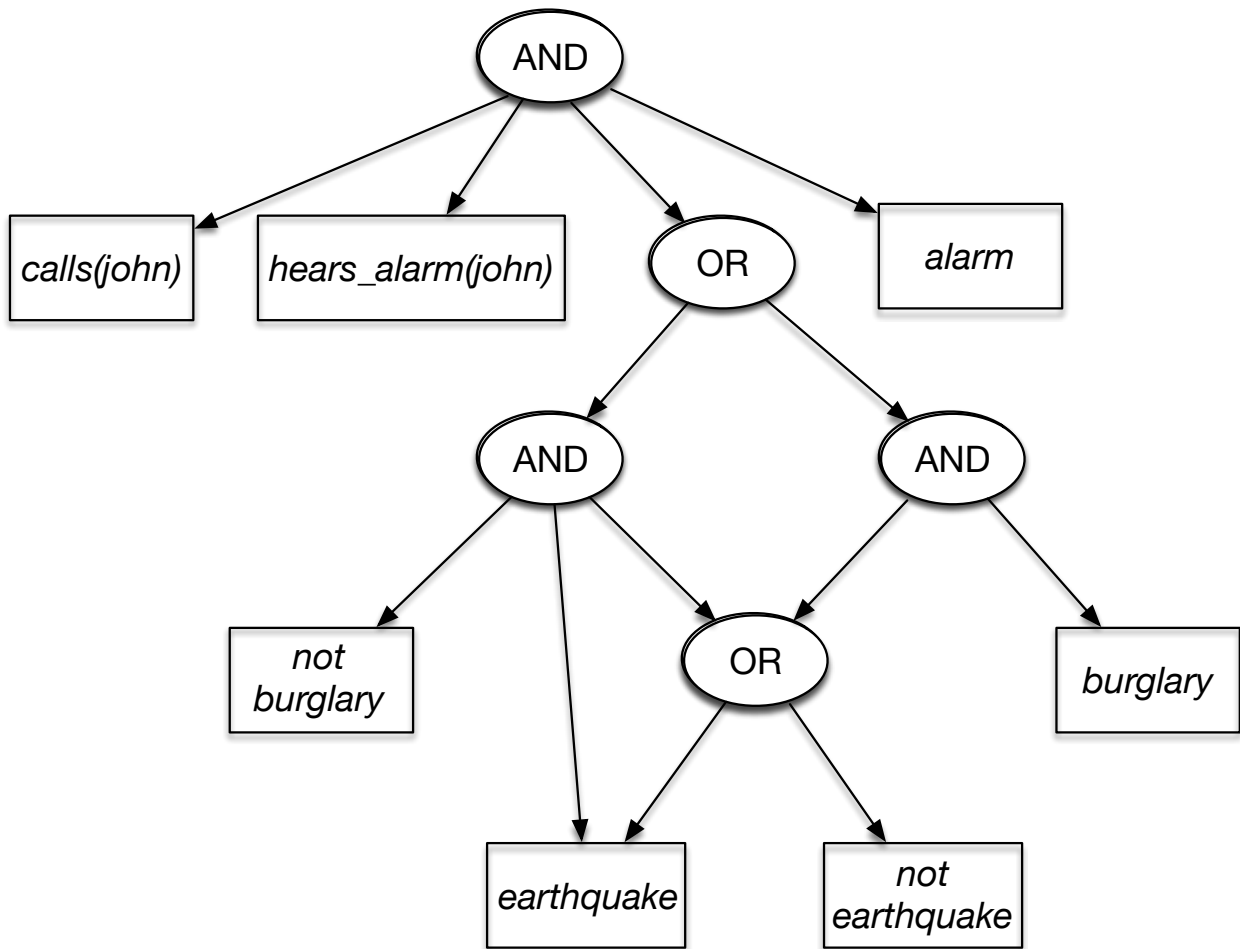 AND
calls(john)
hears_alarm(john)
OR
alarm
AND
AND
not
burglary
OR
burglary
earthquake
not
earthquake